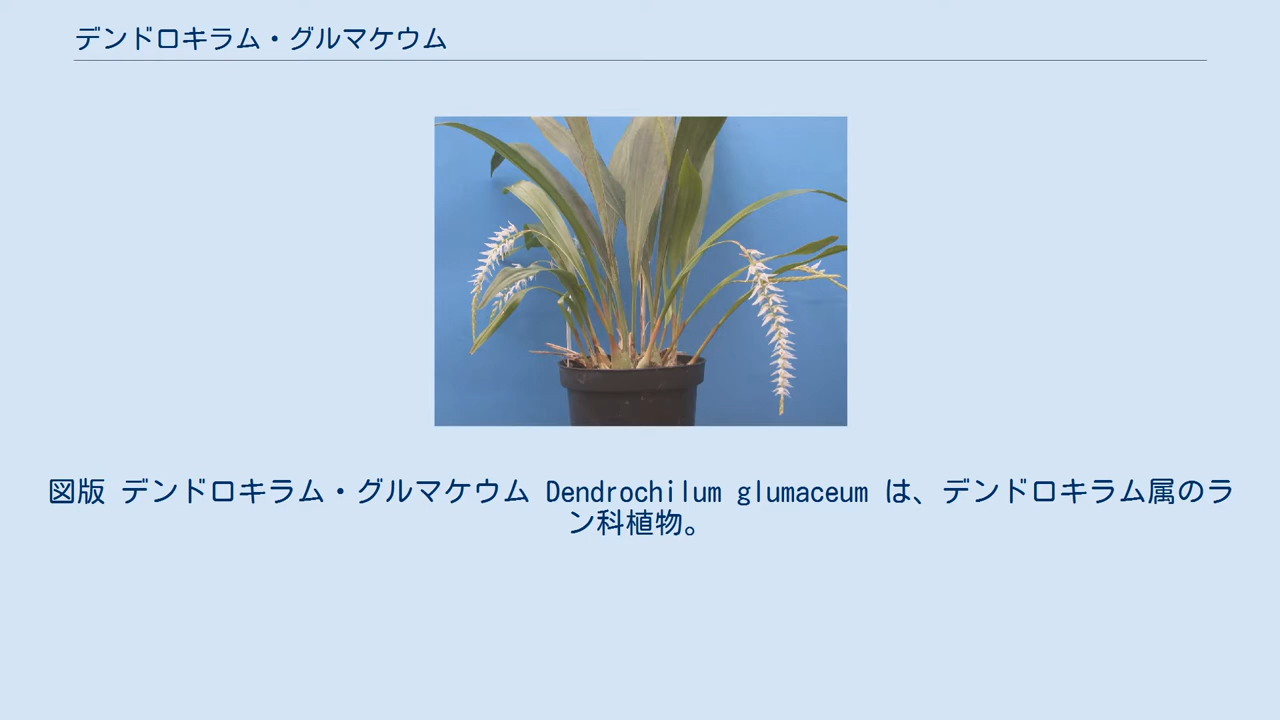 デンドロキラム・グルマケウム
図版 デンドロキラム・グルマケウム Dendrochilum glumaceum は、デンドロキラム属のラ
ン科植物。